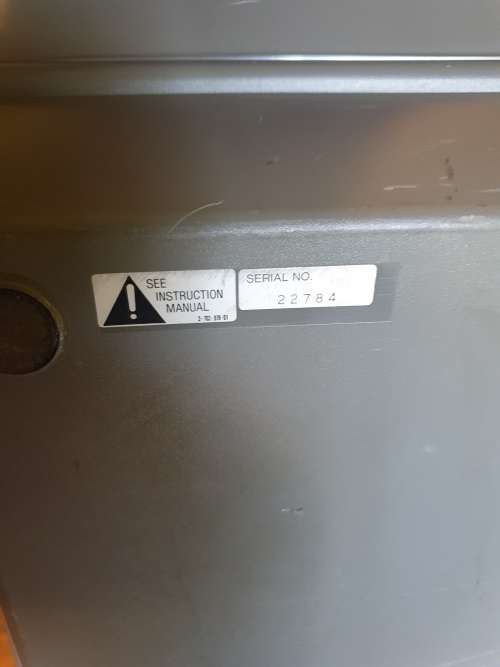 SEE
INSTRUCTION
MANUAL
SERIAL NO.
22784